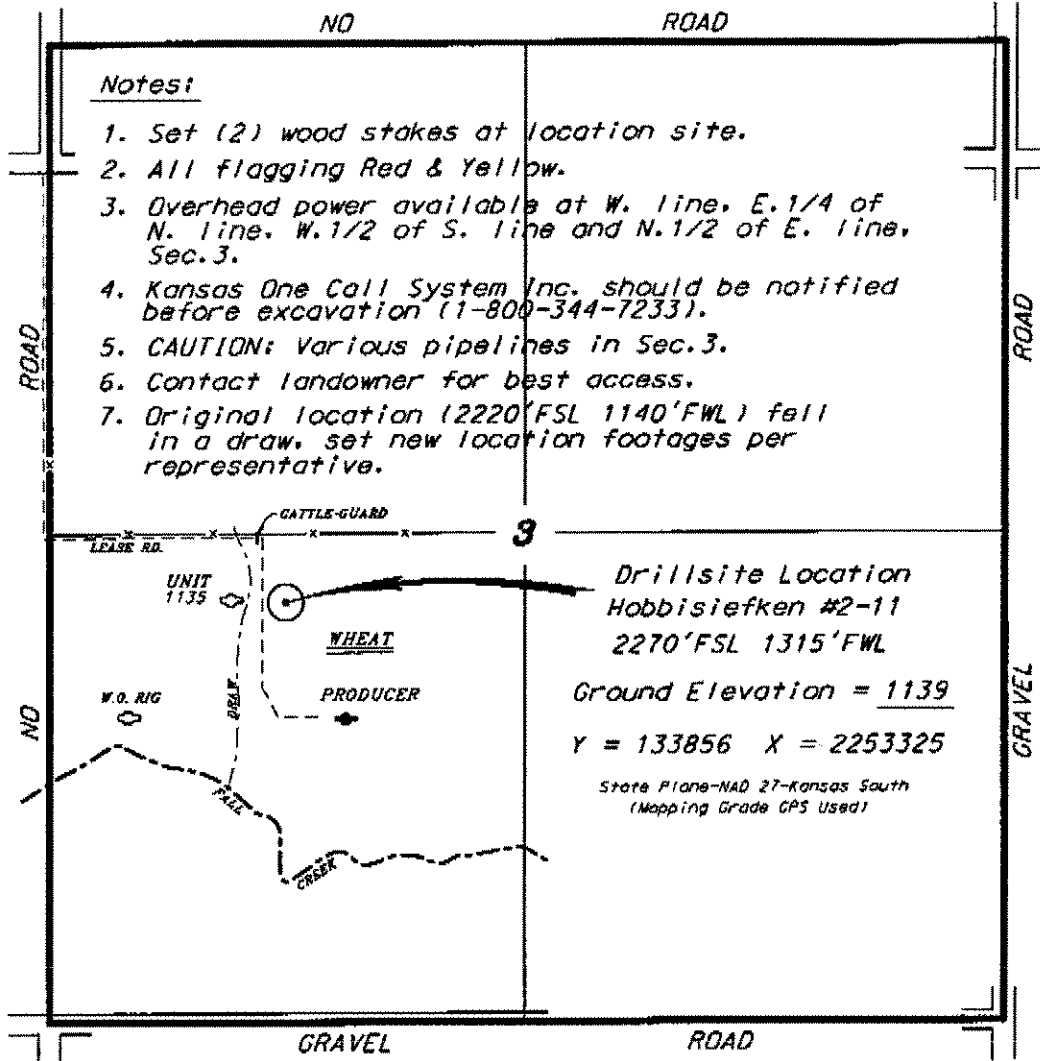 NO ROAD
Notes:
1. Set (2) wood stakes at location site.
2. All flagging Red & Yellow.
3. Overhead power available at W. line, E.1/4 of
N. line, W.1/2 of S. line and N.1/2 of E. line,
Sec.3.
4. Kansas One Call System Inc. should be notified
before excavation (1-800-344-7233).
5. CAUTION: Various pipelines in Sec.3.
6. Contact landowner for best access.
7. Original location (2220'FSL 1140'FWL) fell
in a draw, set new location footages per
representative.
ROAD
ROAD
CATTLE-GUARD
3
LEASE RD.
UNIT
1135
Drillsite Location
Hobbisiefken #2-11
2270'FSL 1315'FWL
WHEAT
W.O. RIG
DRAW
PRODUCER
Ground Elevation = 1139
NO
GRAVEL
Y = 133856 X = 2253325
State Plane-NAD 27-Kansas South
(Mapping Grade GPS Used)
FALL
CREEK
GRAVEL ROAD